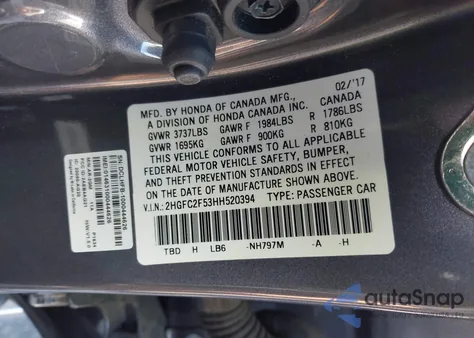 MFD. BY HONDA OF CANADA MFG.,
A DIVISION OF HONDA CANADA INC.
02/'17
CANADA
GVWR 3737LBS GAWR F 1984LBS R 1786LBS
GVWR 1695KG GAWR F 900KG R 810KG
THIS VEHICLE CONFORMS TO ALL APPLICABLE
FEDERAL MOTOR VEHICLE SAFETY, BUMPER,
AND THEFT PREVENTION STANDARDS IN EFFECT
ON THE DATE OF MANUFACTURE SHOWN ABOVE.
V.I.N.: 2HGFC2F53HH520394 TYPE: PASSENGER CAR
TBD H LB6 -NH797M -A -H
autoSnap